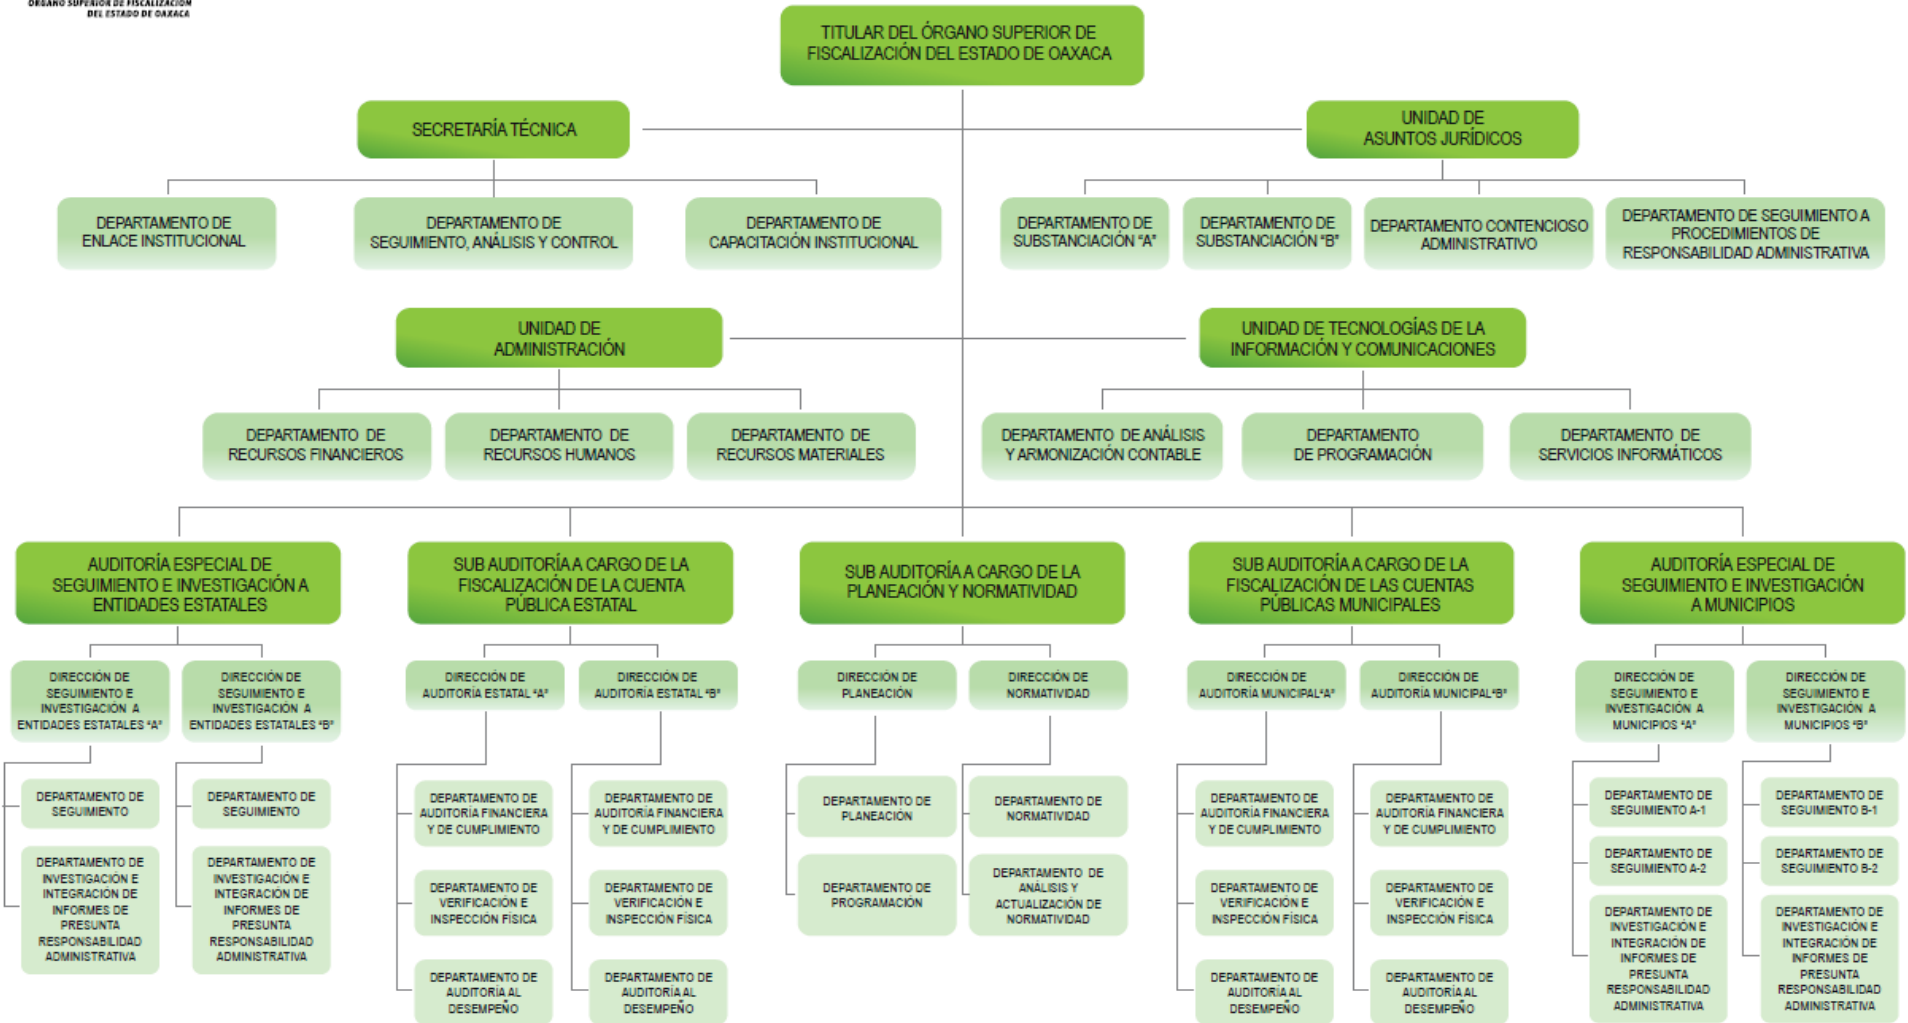 ÓRGANO SUPERIOR DE FISCALIZACIÓN
DEL ESTADO DE OAXACA
TITULAR DEL ÓRGANO SUPERIOR DE
FISCALIZACIÓN DEL ESTADO DE OAXACA
SECRETARÍA TÉCNICA
UNIDAD DE
ASUNTOS JURÍDICOS
DEPARTAMENTO DE
ENLACE INSTITUCIONAL
DEPARTAMENTO DE
SEGUIMIENTO, ANÁLISIS Y CONTROL
DEPARTAMENTO DE
CAPACITACIÓN INSTITUCIONAL
DEPARTAMENTO DE
SUBSTANCIACIÓN "A"
DEPARTAMENTO DE
SUBSTANCIACIÓN "B"
DEPARTAMENTO CONTENCIOSO
ADMINISTRATIVO
DEPARTAMENTO DE SEGUIMIENTO A
PROCEDIMIENTOS DE
RESPONSABILIDAD ADMINISTRATIVA
UNIDAD DE
ADMINISTRACIÓN
UNIDAD DE TECNOLOGÍAS DE LA
INFORMACIÓN Y COMUNICACIONES
DEPARTAMENTO DE
RECURSOS FINANCIEROS
DEPARTAMENTO DE
RECURSOS HUMANOS
DEPARTAMENTO DE
RECURSOS MATERIALES
DEPARTAMENTO DE ANÁLISIS
Y ARMONIZACIÓN CONTABLE
DEPARTAMENTO
DE PROGRAMACIÓN
DEPARTAMENTO DE
SERVICIOS INFORMÁTICOS
AUDITORÍA ESPECIAL DE
SEGUIMIENTO E INVESTIGACIÓN A
ENTIDADES ESTATALES
SUB AUDITORÍA A CARGO DE LA
FISCALIZACIÓN DE LA CUENTA
PÚBLICA ESTATAL
SUB AUDITORÍA A CARGO DE LA
PLANEACIÓN Y NORMATIVIDAD
SUB AUDITORÍA A CARGO DE LA
FISCALIZACIÓN DE LAS CUENTAS
PÚBLICAS MUNICIPALES
AUDITORÍA ESPECIAL DE
SEGUIMIENTO E INVESTIGACIÓN
A MUNICIPIOS
DIRECCIÓN DE
SEGUIMIENTO E
INVESTIGACIÓN A
ENTIDADES ESTATALES "A"
DIRECCIÓN DE
SEGUIMIENTO E
INVESTIGACIÓN A
ENTIDADES ESTATALES "B"
DIRECCIÓN DE
AUDITORÍA ESTATAL "A"
DIRECCIÓN DE
AUDITORÍA ESTATAL "B"
DIRECCIÓN DE
PLANEACIÓN
DIRECCIÓN DE
NORMATIVIDAD
DIRECCIÓN DE
AUDITORÍA MUNICIPAL"A"
DIRECCIÓN DE
AUDITORÍA MUNICIPAL"B"
DIRECCIÓN DE
SEGUIMIENTO E
INVESTIGACIÓN A
MUNICIPIOS "A"
DIRECCIÓN DE
SEGUIMIENTO E
INVESTIGACIÓN A
MUNICIPIOS "B"
DEPARTAMENTO DE
SEGUIMIENTO
DEPARTAMENTO DE
INVESTIGACIÓN E
INTEGRACIÓN DE
INFORMES DE
PRESUNTA
RESPONSABILIDAD
ADMINISTRATIVA
DEPARTAMENTO DE
SEGUIMIENTO
DEPARTAMENTO DE
INVESTIGACIÓN E
INTEGRACIÓN DE
INFORMES DE
PRESUNTA
RESPONSABILIDAD
ADMINISTRATIVA
DEPARTAMENTO DE
AUDITORÍA FINANCIERA
Y DE CUMPLIMIENTO
DEPARTAMENTO DE
VERIFICACIÓN E
INSPECCIÓN FÍSICA
DEPARTAMENTO DE
AUDITORÍA AL
DESEMPEÑO
DEPARTAMENTO DE
AUDITORÍA FINANCIERA
Y DE CUMPLIMIENTO
DEPARTAMENTO DE
VERIFICACIÓN E
INSPECCIÓN FÍSICA
DEPARTAMENTO DE
AUDITORÍA AL
DESEMPEÑO
DEPARTAMENTO DE
PLANEACIÓN
DEPARTAMENTO DE
PROGRAMACIÓN
DEPARTAMENTO DE
NORMATIVIDAD
DEPARTAMENTO DE
ANÁLISIS Y
ACTUALIZACIÓN DE
NORMATIVIDAD
DEPARTAMENTO DE
AUDITORÍA FINANCIERA
Y DE CUMPLIMIENTO
DEPARTAMENTO DE
VERIFICACIÓN E
INSPECCIÓN FÍSICA
DEPARTAMENTO DE
AUDITORÍA AL
DESEMPEÑO
DEPARTAMENTO DE
AUDITORÍA FINANCIERA
Y DE CUMPLIMIENTO
DEPARTAMENTO DE
VERIFICACIÓN E
INSPECCIÓN FÍSICA
DEPARTAMENTO DE
AUDITORÍA AL
DESEMPEÑO
DEPARTAMENTO DE
SEGUIMIENTO A-1
DEPARTAMENTO DE
SEGUIMIENTO A-2
DEPARTAMENTO DE
INVESTIGACIÓN E
INTEGRACIÓN DE
INFORMES DE
PRESUNTA
RESPONSABILIDAD
ADMINISTRATIVA
DEPARTAMENTO DE
SEGUIMIENTO B-1
DEPARTAMENTO DE
SEGUIMIENTO B-2
DEPARTAMENTO DE
INVESTIGACIÓN E
INTEGRACIÓN DE
INFORMES DE
PRESUNTA
RESPONSABILIDAD
ADMINISTRATIVA